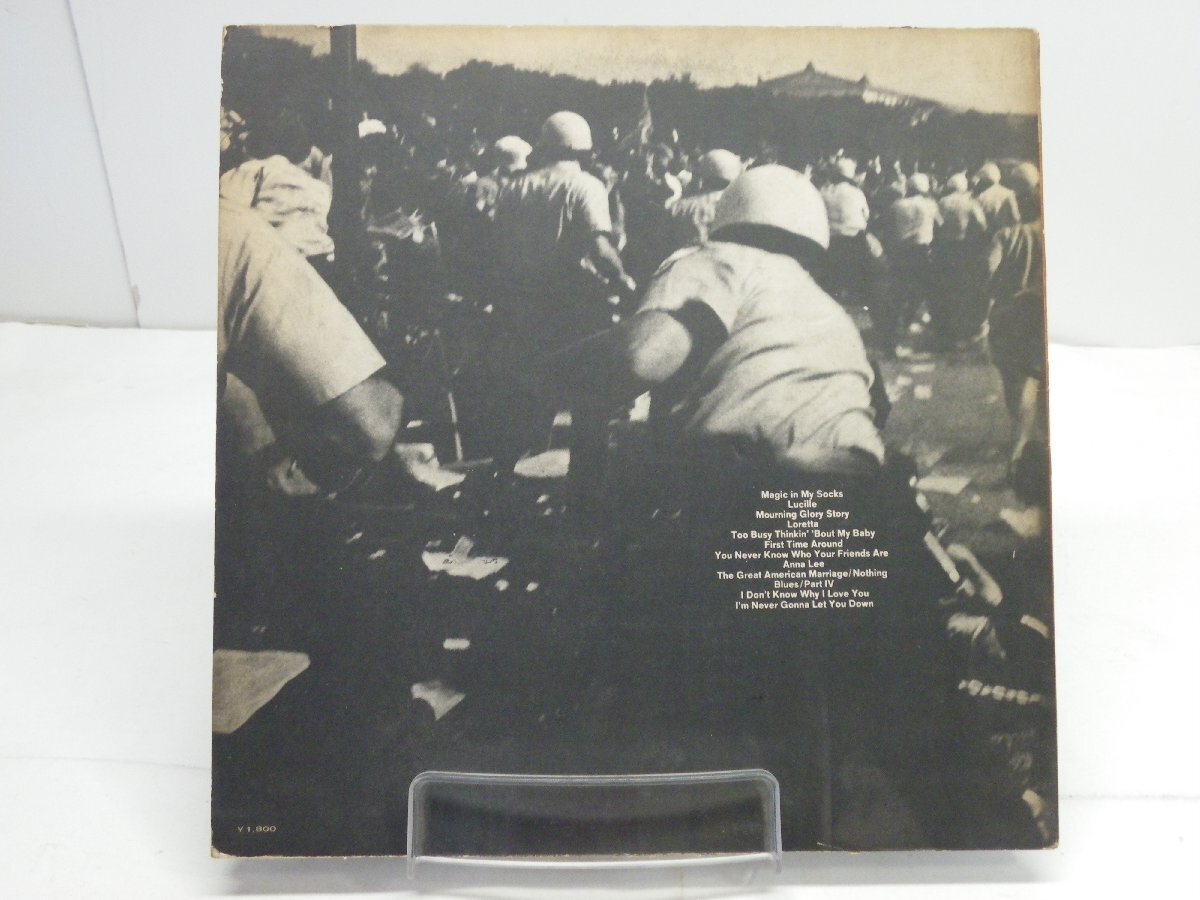 Magic in My Socks
Lucille
Mourning Glory Story
Loretta
Too Busy Thinkin' 'Bout My Baby
First Time Around
You Never Know Who Your Friends Are
Anna Lee
The Great American Marriage/Nothing
Blues/Part IV
I Don't Know Why I Love You
I'm Never Gonna Let You Down
¥1,800